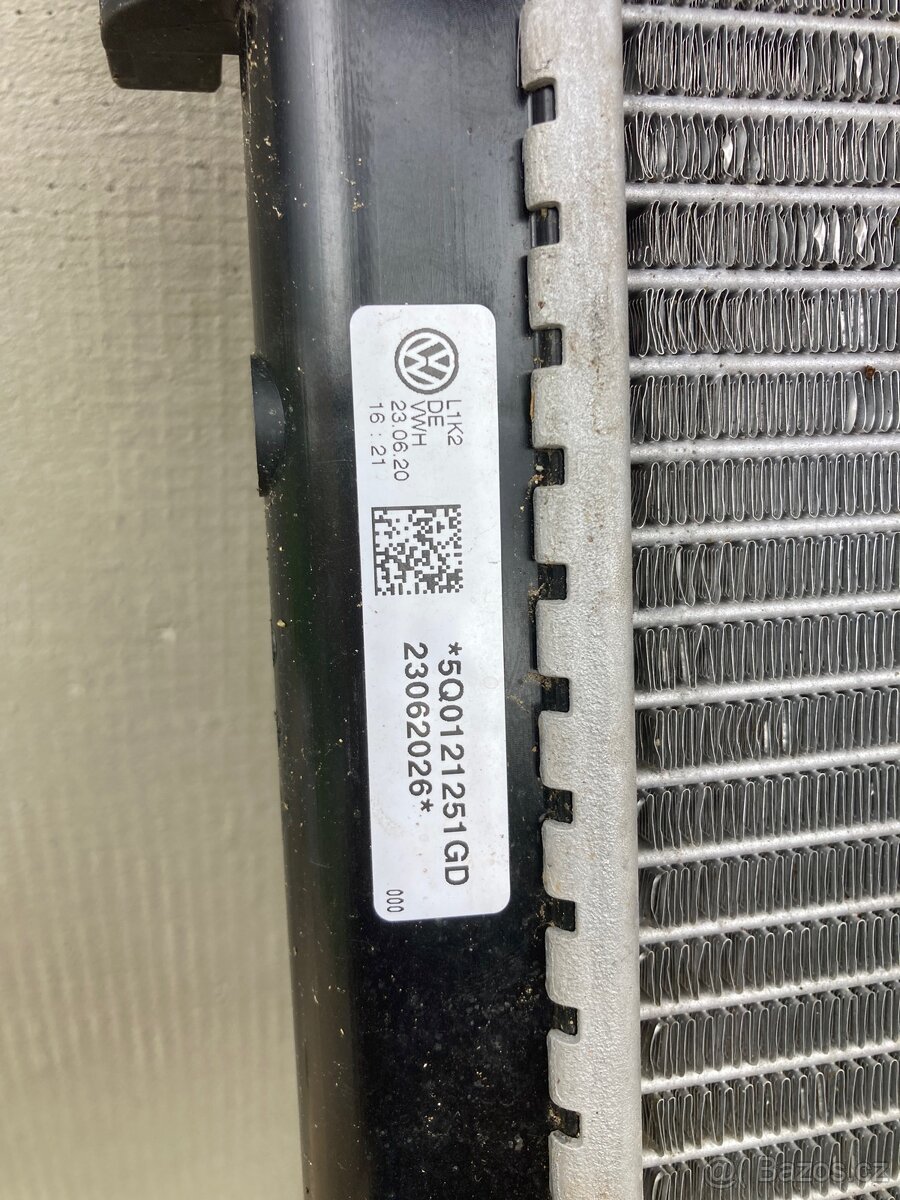 L1K2
DE
VWH
23.06.20
16 : 21
*5Q0121251GD
23062026*
000
@ Bazos.cz